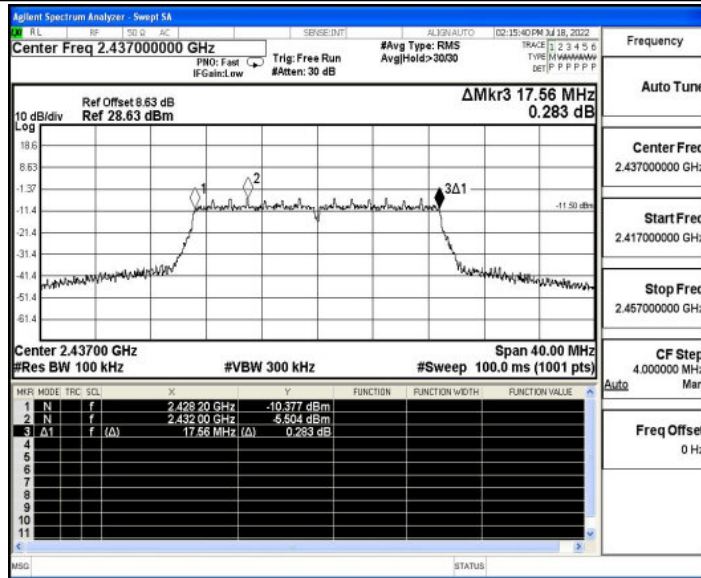 Agilent Spectrum Analyzer - Swept SA
RL RF 50 Ω AC SENSE:INT ALIGN AUTO 02:15:40 PM Jul 18, 2022
Center Freq 2.437000000 GHz
PNO: Fast
IFGain:Low
Trig: Free Run
#Atten: 30 dB
#Avg Type: RMS
Avg|Hold:>30/30
TRACE 1 2 3 4 5 6
TYPE M WWWWW
DET P P P P P P
Ref Offset 8.63 dB
10 dB/div Ref 28.63 dBm
Log
ΔMkr3 17.56 MHz
0.283 dB
18.6
8.63
-1.37
-11.4
-21.4
-31.4
-41.4
-51.4
-61.4
1
2
3Δ1
-11.50 dBm
Center 2.43700 GHz Span 40.00 MHz
#Res BW 100 kHz #VBW 300 kHz #Sweep 100.0 ms (1001 pts)
MKR MODE TRC SCL X Y FUNCTION FUNCTION WIDTH FUNCTION VALUE
1 N f 2.428 20 GHz -10.377 dBm
2 N f 2.432 00 GHz -5.504 dBm
3 Δ1 f (Δ) 17.56 MHz (Δ) 0.283 dB
4
5
6
7
8
9
10
11
MSG STATUS
Frequency
Auto Tune
Center Freq
2.437000000 GHz
Start Freq
2.417000000 GHz
Stop Freq
2.457000000 GHz
CF Step
4.000000 MHz
Auto Man
Freq Offset
0 Hz